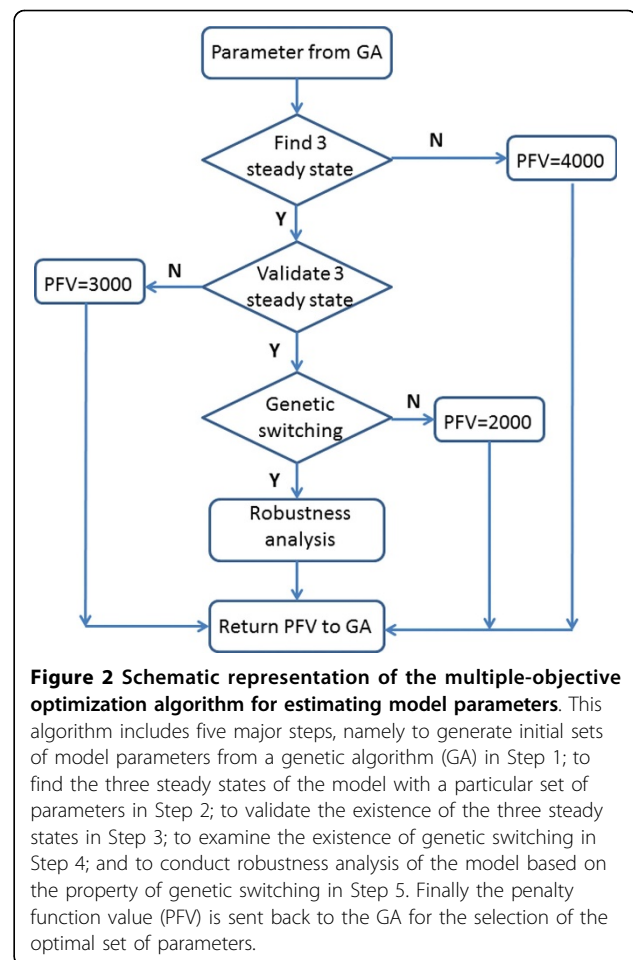 Parameter from GA
Find 3
steady state
N
PFV=4000
Y
Validate 3
steady state
N
PFV=3000
Y
Genetic
switching
N
PFV=2000
Y
Robustness
analysis
Return PFV to GA
Figure 2 Schematic representation of the multiple-objective
optimization algorithm for estimating model parameters. This
algorithm includes five major steps, namely to generate initial sets
of model parameters from a genetic algorithm (GA) in Step 1; to
find the three steady states of the model with a particular set of
parameters in Step 2; to validate the existence of the three steady
states in Step 3; to examine the existence of genetic switching in
Step 4; and to conduct robustness analysis of the model based on
the property of genetic switching in Step 5. Finally the penalty
function value (PFV) is sent back to the GA for the selection of the
optimal set of parameters.